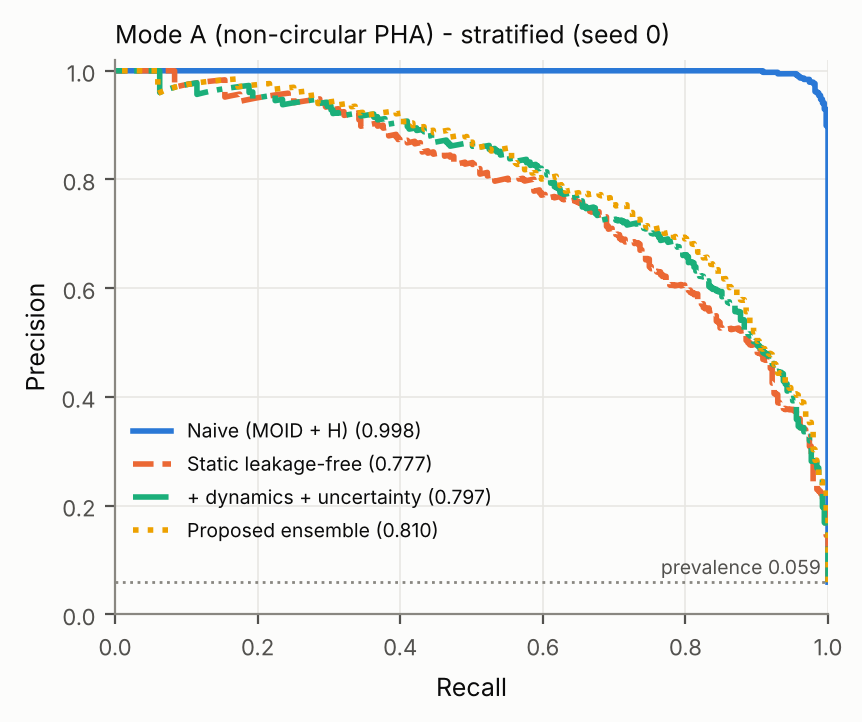 Mode A (non-circular PHA) - stratified (seed 0)
1.0
0.8
0.6
0.4
0.2
0.0
Precision
Naive (MOID + H) (0.998)
Static leakage-free (0.777)
+ dynamics + uncertainty (0.797)
Proposed ensemble (0.810)
prevalence 0.059
0.0 0.2 0.4 0.6 0.8 1.0
Recall